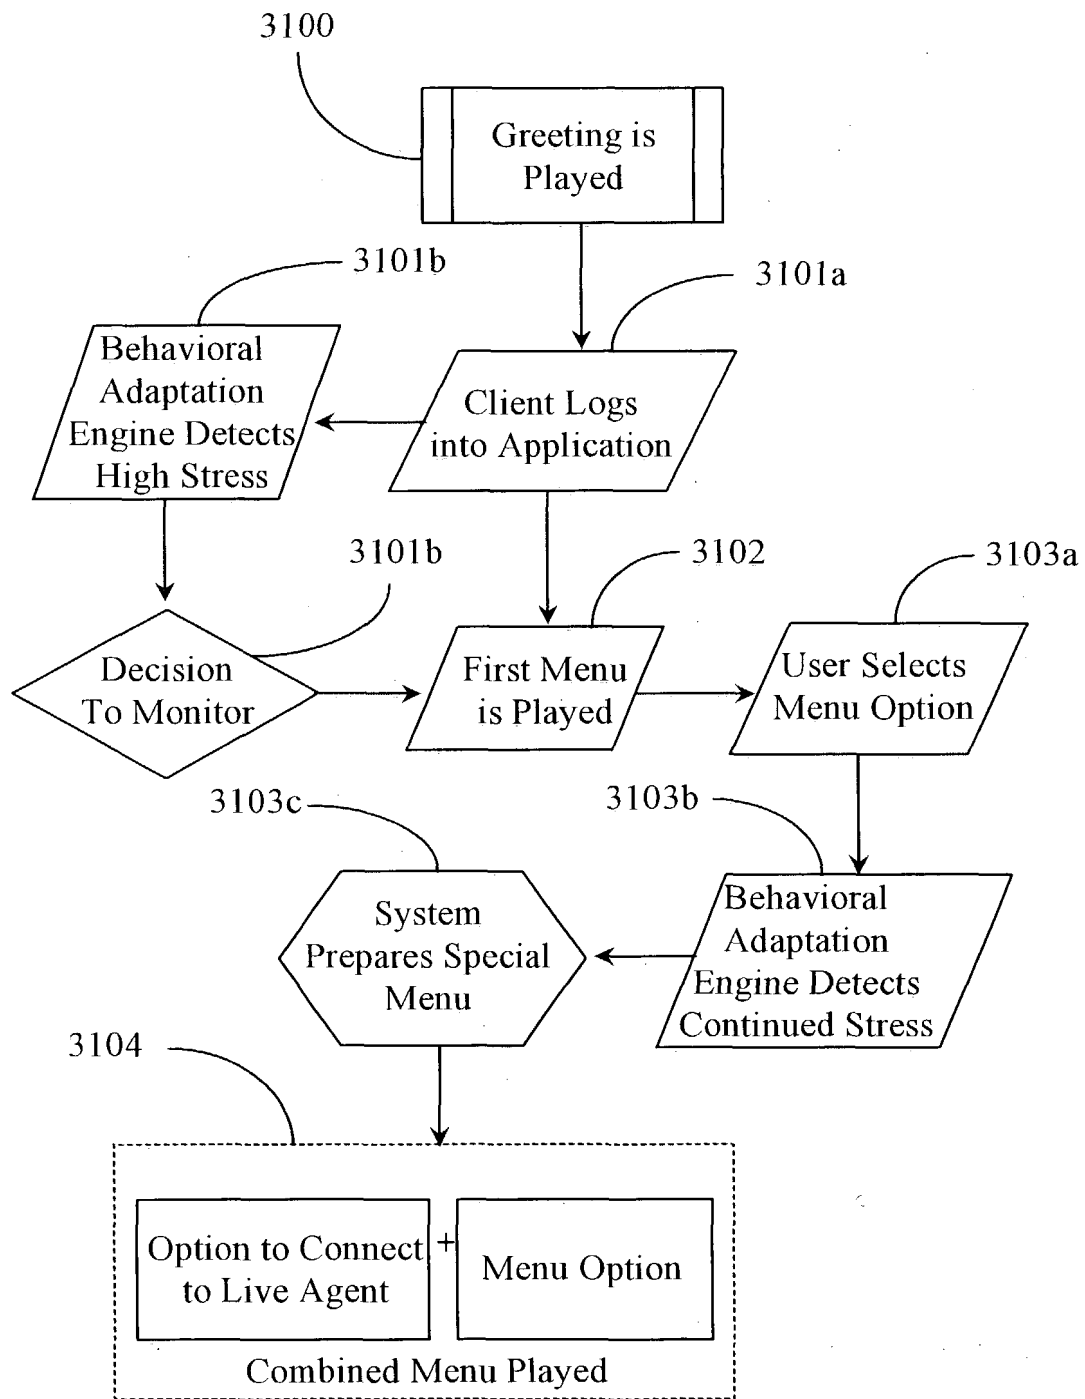 3100
Greeting is
Played
3101b
3101a
Behavioral
Adaptation
Engine Detects
High Stress
Client Logs
into Application
3101b
3102
3103a
Decision
To Monitor
First Menu
is Played
User Selects
Menu Option
3103c
3103b
System
Prepares Special
Menu
Behavioral
Adaptation
Engine Detects
Continued Stress
3104
Option to Connect
to Live Agent
+
Menu Option
Combined Menu Played